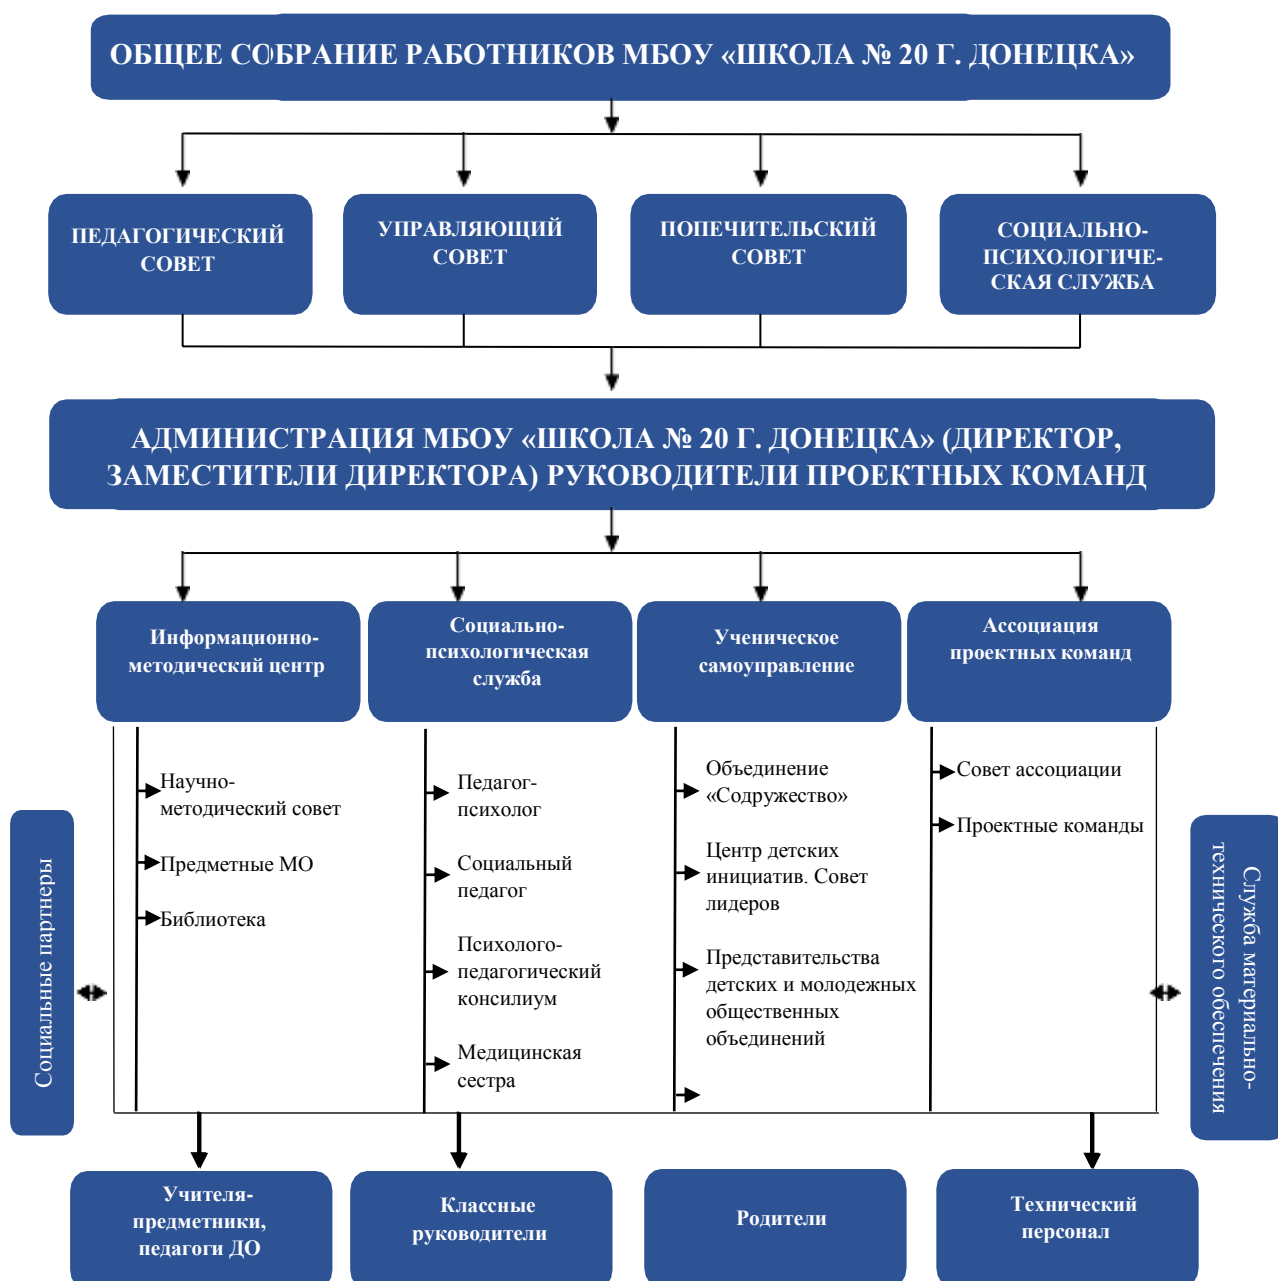 ОБЩЕЕ СОБРАНИЕ РАБОТНИКОВ МБОУ «ШКОЛА № 20 Г. ДОНЕЦКА»
ПЕДАГОГИЧЕСКИЙ
СОВЕТ
УПРАВЛЯЮЩИЙ
СОВЕТ
ПОПЕЧИТЕЛЬСКИЙ
СОВЕТ
СОЦИАЛЬНО-
ПСИХОЛОГИЧЕ-
СКАЯ СЛУЖБА
АДМИНИСТРАЦИЯ МБОУ «ШКОЛА № 20 Г. ДОНЕЦКА» (ДИРЕКТОР,
ЗАМЕСТИТЕЛИ ДИРЕКТОРА) РУКОВОДИТЕЛИ ПРОЕКТНЫХ КОМАНД
Информационно-
методический центр
Социально-
психологическая
служба
Ученическое
самоуправление
Ассоциация
проектных команд
Научно-
методический совет
Предметные МО
Библиотека
Педагог-
психолог
Социальный
педагог
Психолого-
педагогический
консилиум
Медицинская
сестра
Объединение
«Содружество»
Центр детских
инициатив. Совет
лидеров
Представительства
детских и молодежных
общественных
объединений
Совет ассоциации
Проектные команды
Социальные партнеры
Служба материально-
технического обеспечения
Учителя-
предметники,
педагоги ДО
Классные
руководители
Родители
Технический
персонал